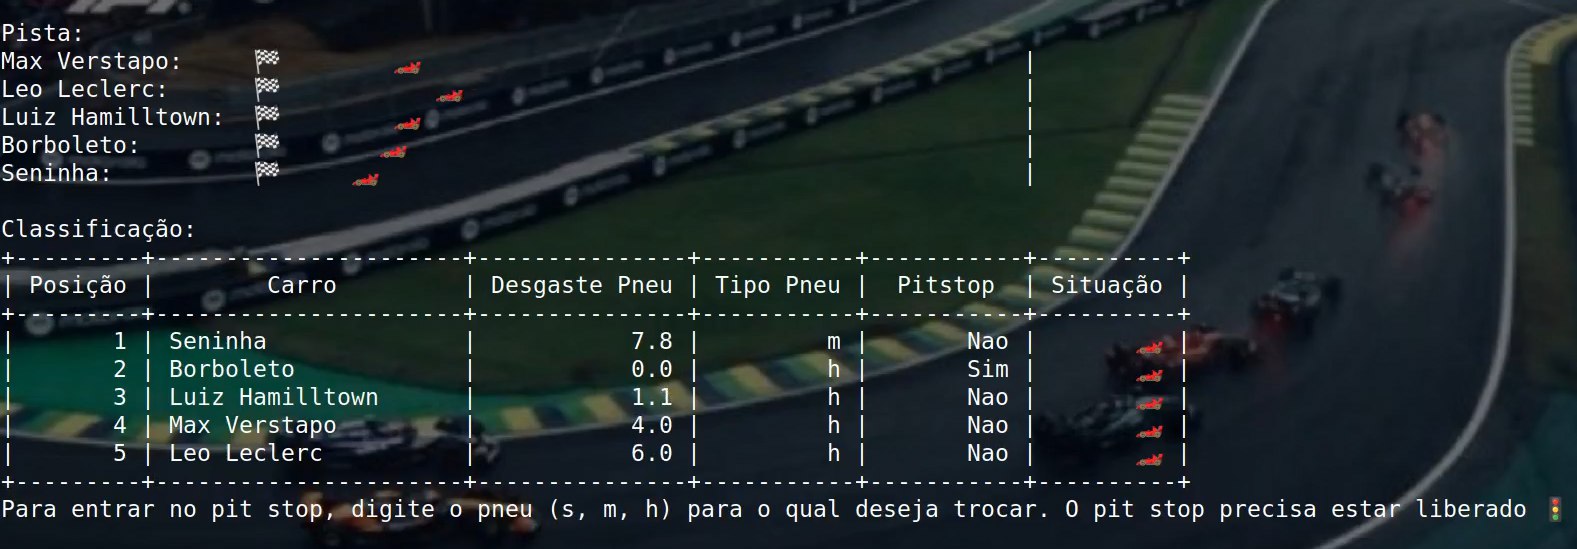 Pista:
Max Verstapo: |
Leo Leclerc: |
Luiz Hamilltown: |
Borboleto: |
Seninha: |
Classificação:
+---------+----------------------+---------------+-----------+-----------+----------+
| Posição | Carro | Desgaste Pneu | Tipo Pneu | Pitstop | Situação |
+---------+----------------------+---------------+-----------+-----------+----------+
| 1 | Seninha | 7.8 | m | Nao | |
| 2 | Borboleto | 0.0 | h | Sim | |
| 3 | Luiz Hamilltown | 1.1 | h | Nao | |
| 4 | Max Verstapo | 4.0 | h | Nao | |
| 5 | Leo Leclerc | 6.0 | h | Nao | |
+---------+----------------------+---------------+-----------+-----------+----------+
Para entrar no pit stop, digite o pneu (s, m, h) para o qual deseja trocar. O pit stop precisa estar liberado